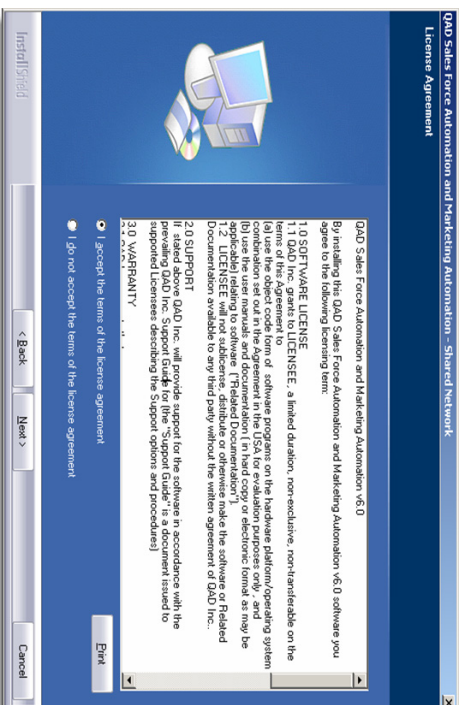 QAD Sales Force Automation and Marketing Automation - Shared Network
License Agreement
QAD Sales Force Automation and Marketing Automation v6.0
By installing this QAD Sales Force Automation and Marketing Automation v6.0 software you
agree to the following licensing term:
1.0 SOFTWARE LICENSE
1.1 QAD Inc. grants to LICENSEE, a limited duration, non-exclusive, non-transferable on the
terms of this Agreement to
(a) use the object code form of software programs on the hardware platform/operating system
combination set out in the Agreement in the USA for evaluation purposes only , and
(b) use the user manuals and documentation ( in hard copy or electronic format as may be
applicable) relating to software ("Related Documentation").
1.2 LICENSEE will not sublicense, distribute or otherwise make the software or Related
Documentation available to any third party without the written agreement of QAD Inc..
2.0 SUPPORT
If stated above QAD Inc. will provide support for the software in accordance with the
prevailing QAD Inc. Support Guide for (the "Support Guide" is a document issued to
supported Licensees describing the Support options and procedures)
3.0 WARRANTY
I accept the terms of the license agreement
I do not accept the terms of the license agreement
Print
InstallShield
< Back
Next >
Cancel